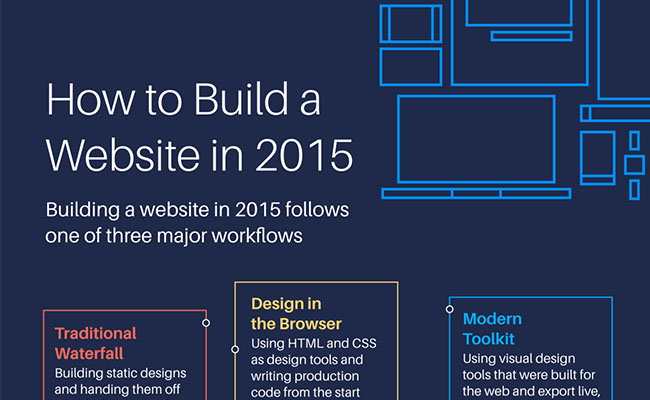 How to Build a
Website in 2015
Building a website in 2015 follows
one of three major workflows
Traditional
Waterfall
Building static designs
and handing them off
Design in
the Browser
Using HTML and CSS
as design tools and
writing production
code from the start
Modern
Toolkit
Using visual design
tools that were built for
the web and export live,